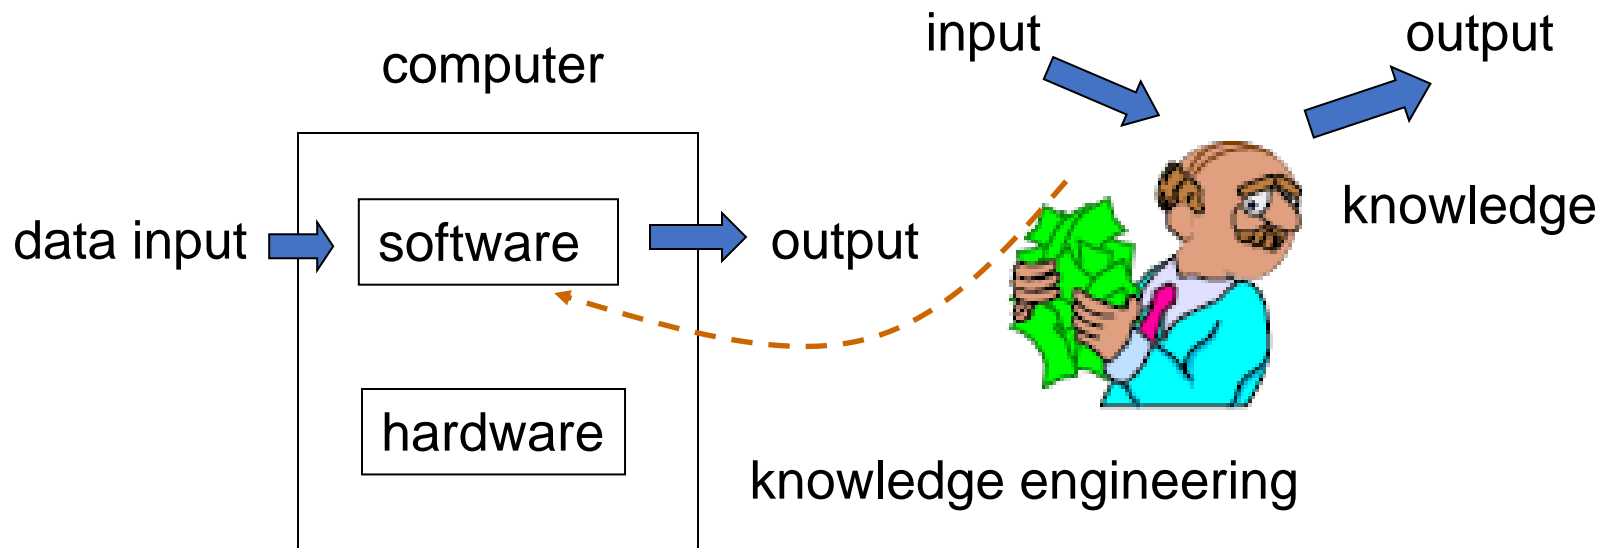 input
output
computer
knowledge
data input
software
output
hardware
knowledge engineering